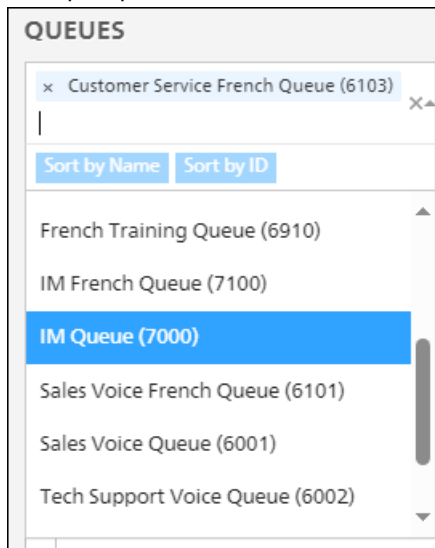 QUEUES
× Customer Service French Queue (6103)
Sort by Name Sort by ID
French Training Queue (6910)
IM French Queue (7100)
IM Queue (7000)
Sales Voice French Queue (6101)
Sales Voice Queue (6001)
Tech Support Voice Queue (6002)